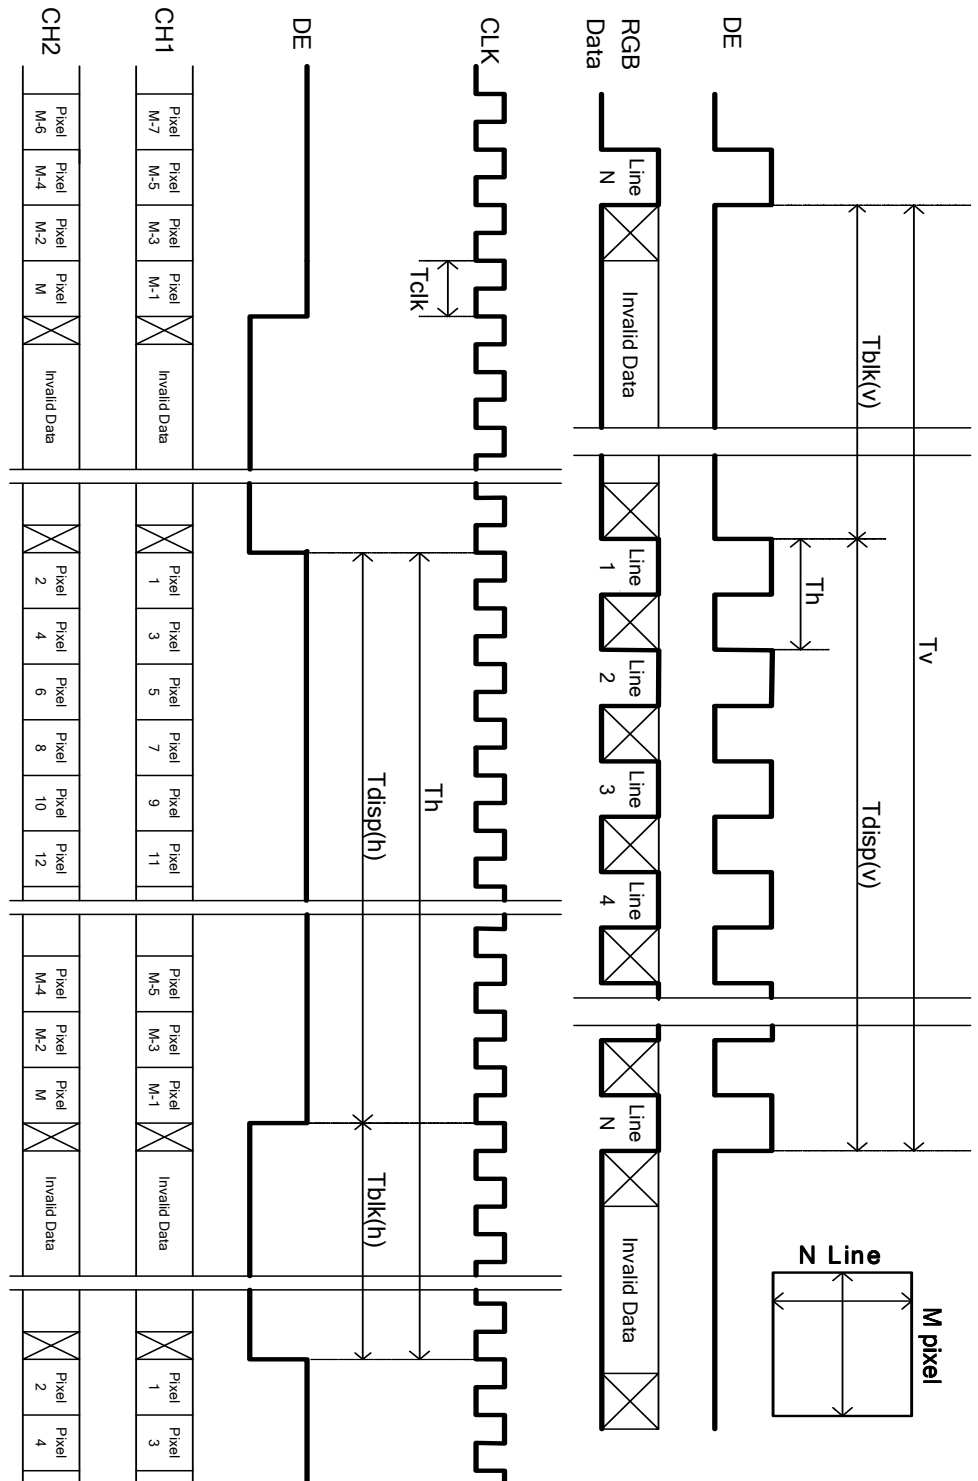 Tv
Tblk(v)
Tdisp(v)
Th
DE
RGB
Data
Line
N
Invalid Data
Line
1
Line
2
Line
3
Line
4
Line
N
Invalid Data
N Line
M pixel
CLK
Tclk
Th
Tdisp(h)
Tblk(h)
DE
CH1
Pixel
M-7
Pixel
M-5
Pixel
M-3
Pixel
M-1
Invalid Data
Pixel
1
Pixel
3
Pixel
5
Pixel
7
Pixel
9
Pixel
11
Pixel
M-5
Pixel
M-3
Pixel
M-1
Invalid Data
Pixel
1
Pixel
3
CH2
Pixel
M-6
Pixel
M-4
Pixel
M-2
Pixel
M
Invalid Data
Pixel
2
Pixel
4
Pixel
6
Pixel
8
Pixel
10
Pixel
12
Pixel
M-4
Pixel
M-2
Pixel
M
Invalid Data
Pixel
2
Pixel
4